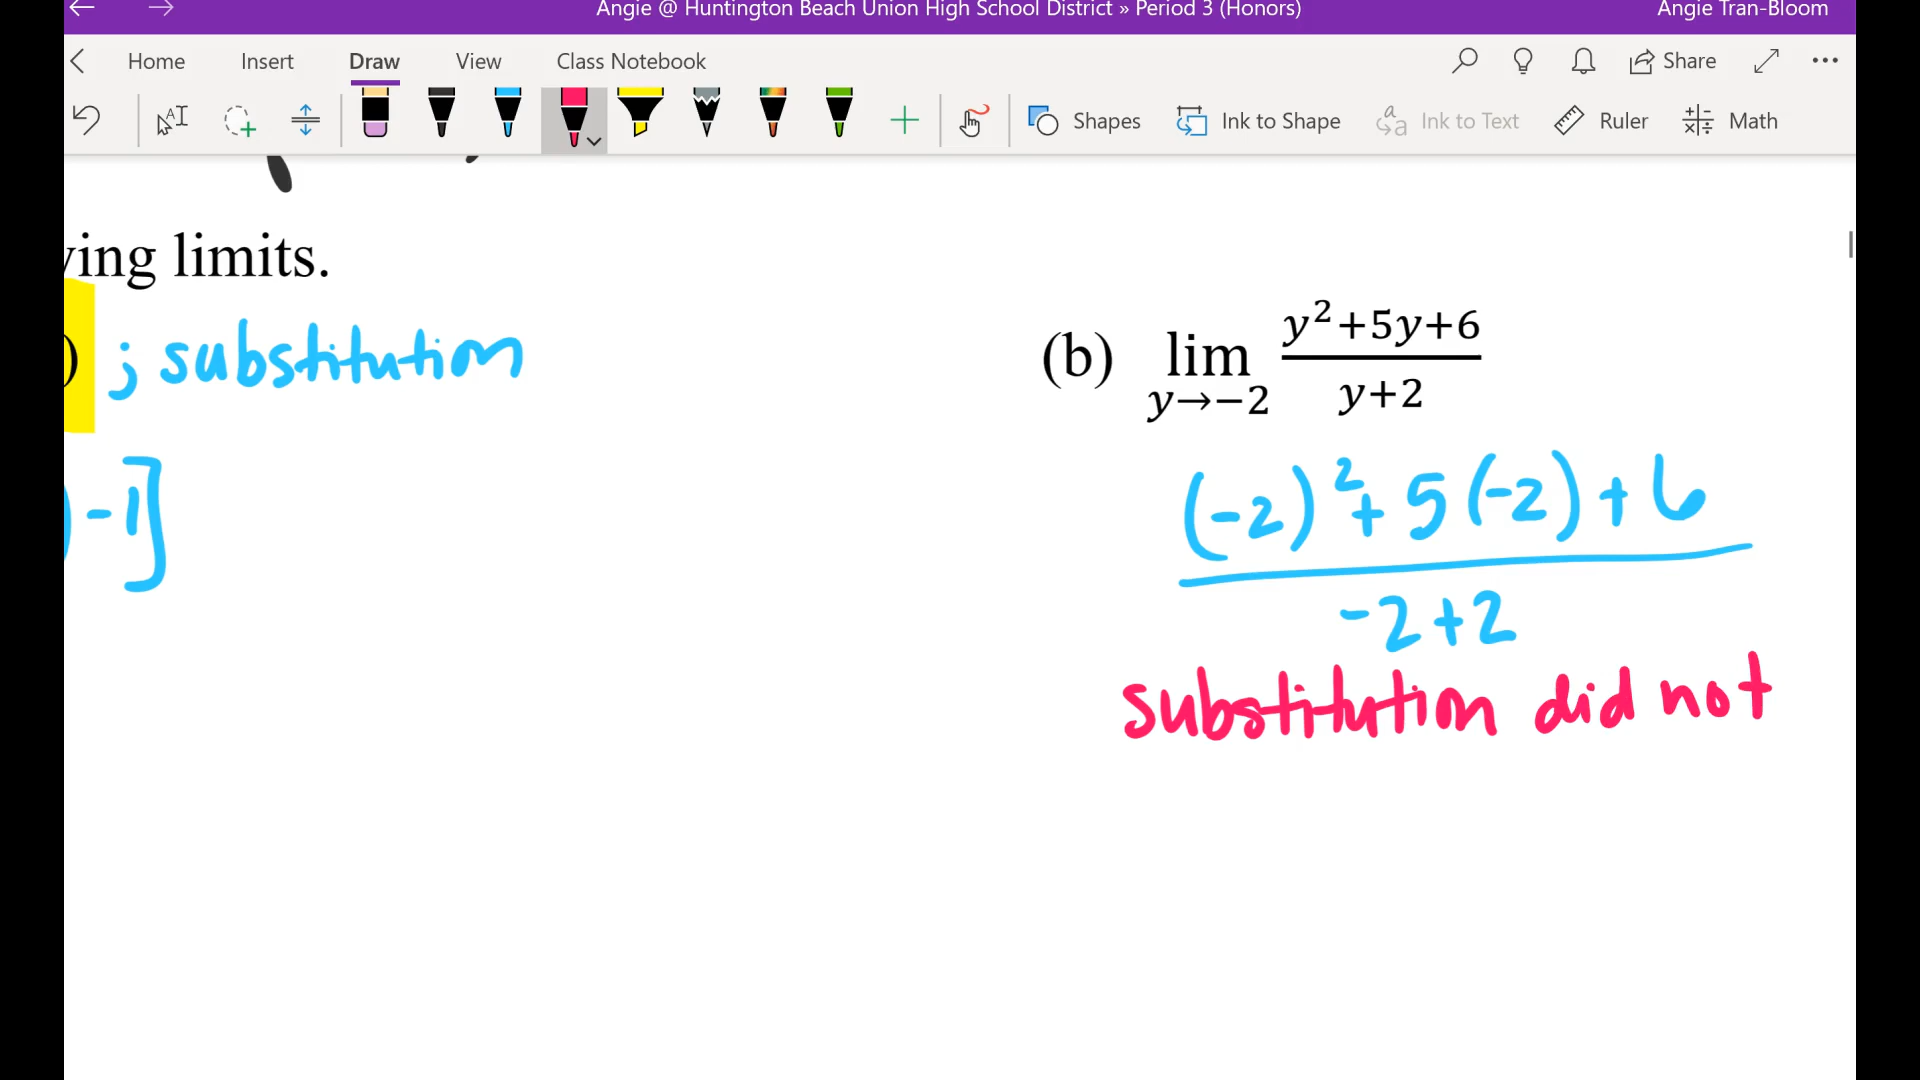 Angie @ Huntington Beach Union High School District » Period 3 (Honors)
Angie Tran-Bloom
Home Insert Draw View Class Notebook Share
Shapes Ink to Shape Ink to Text Ruler Math
ying limits.
) ; substitution
) -1]
(b) lim y→−2 y²+5y+6 / y+2
(-2)² + 5(-2) + 6
-2+2
substitution did not